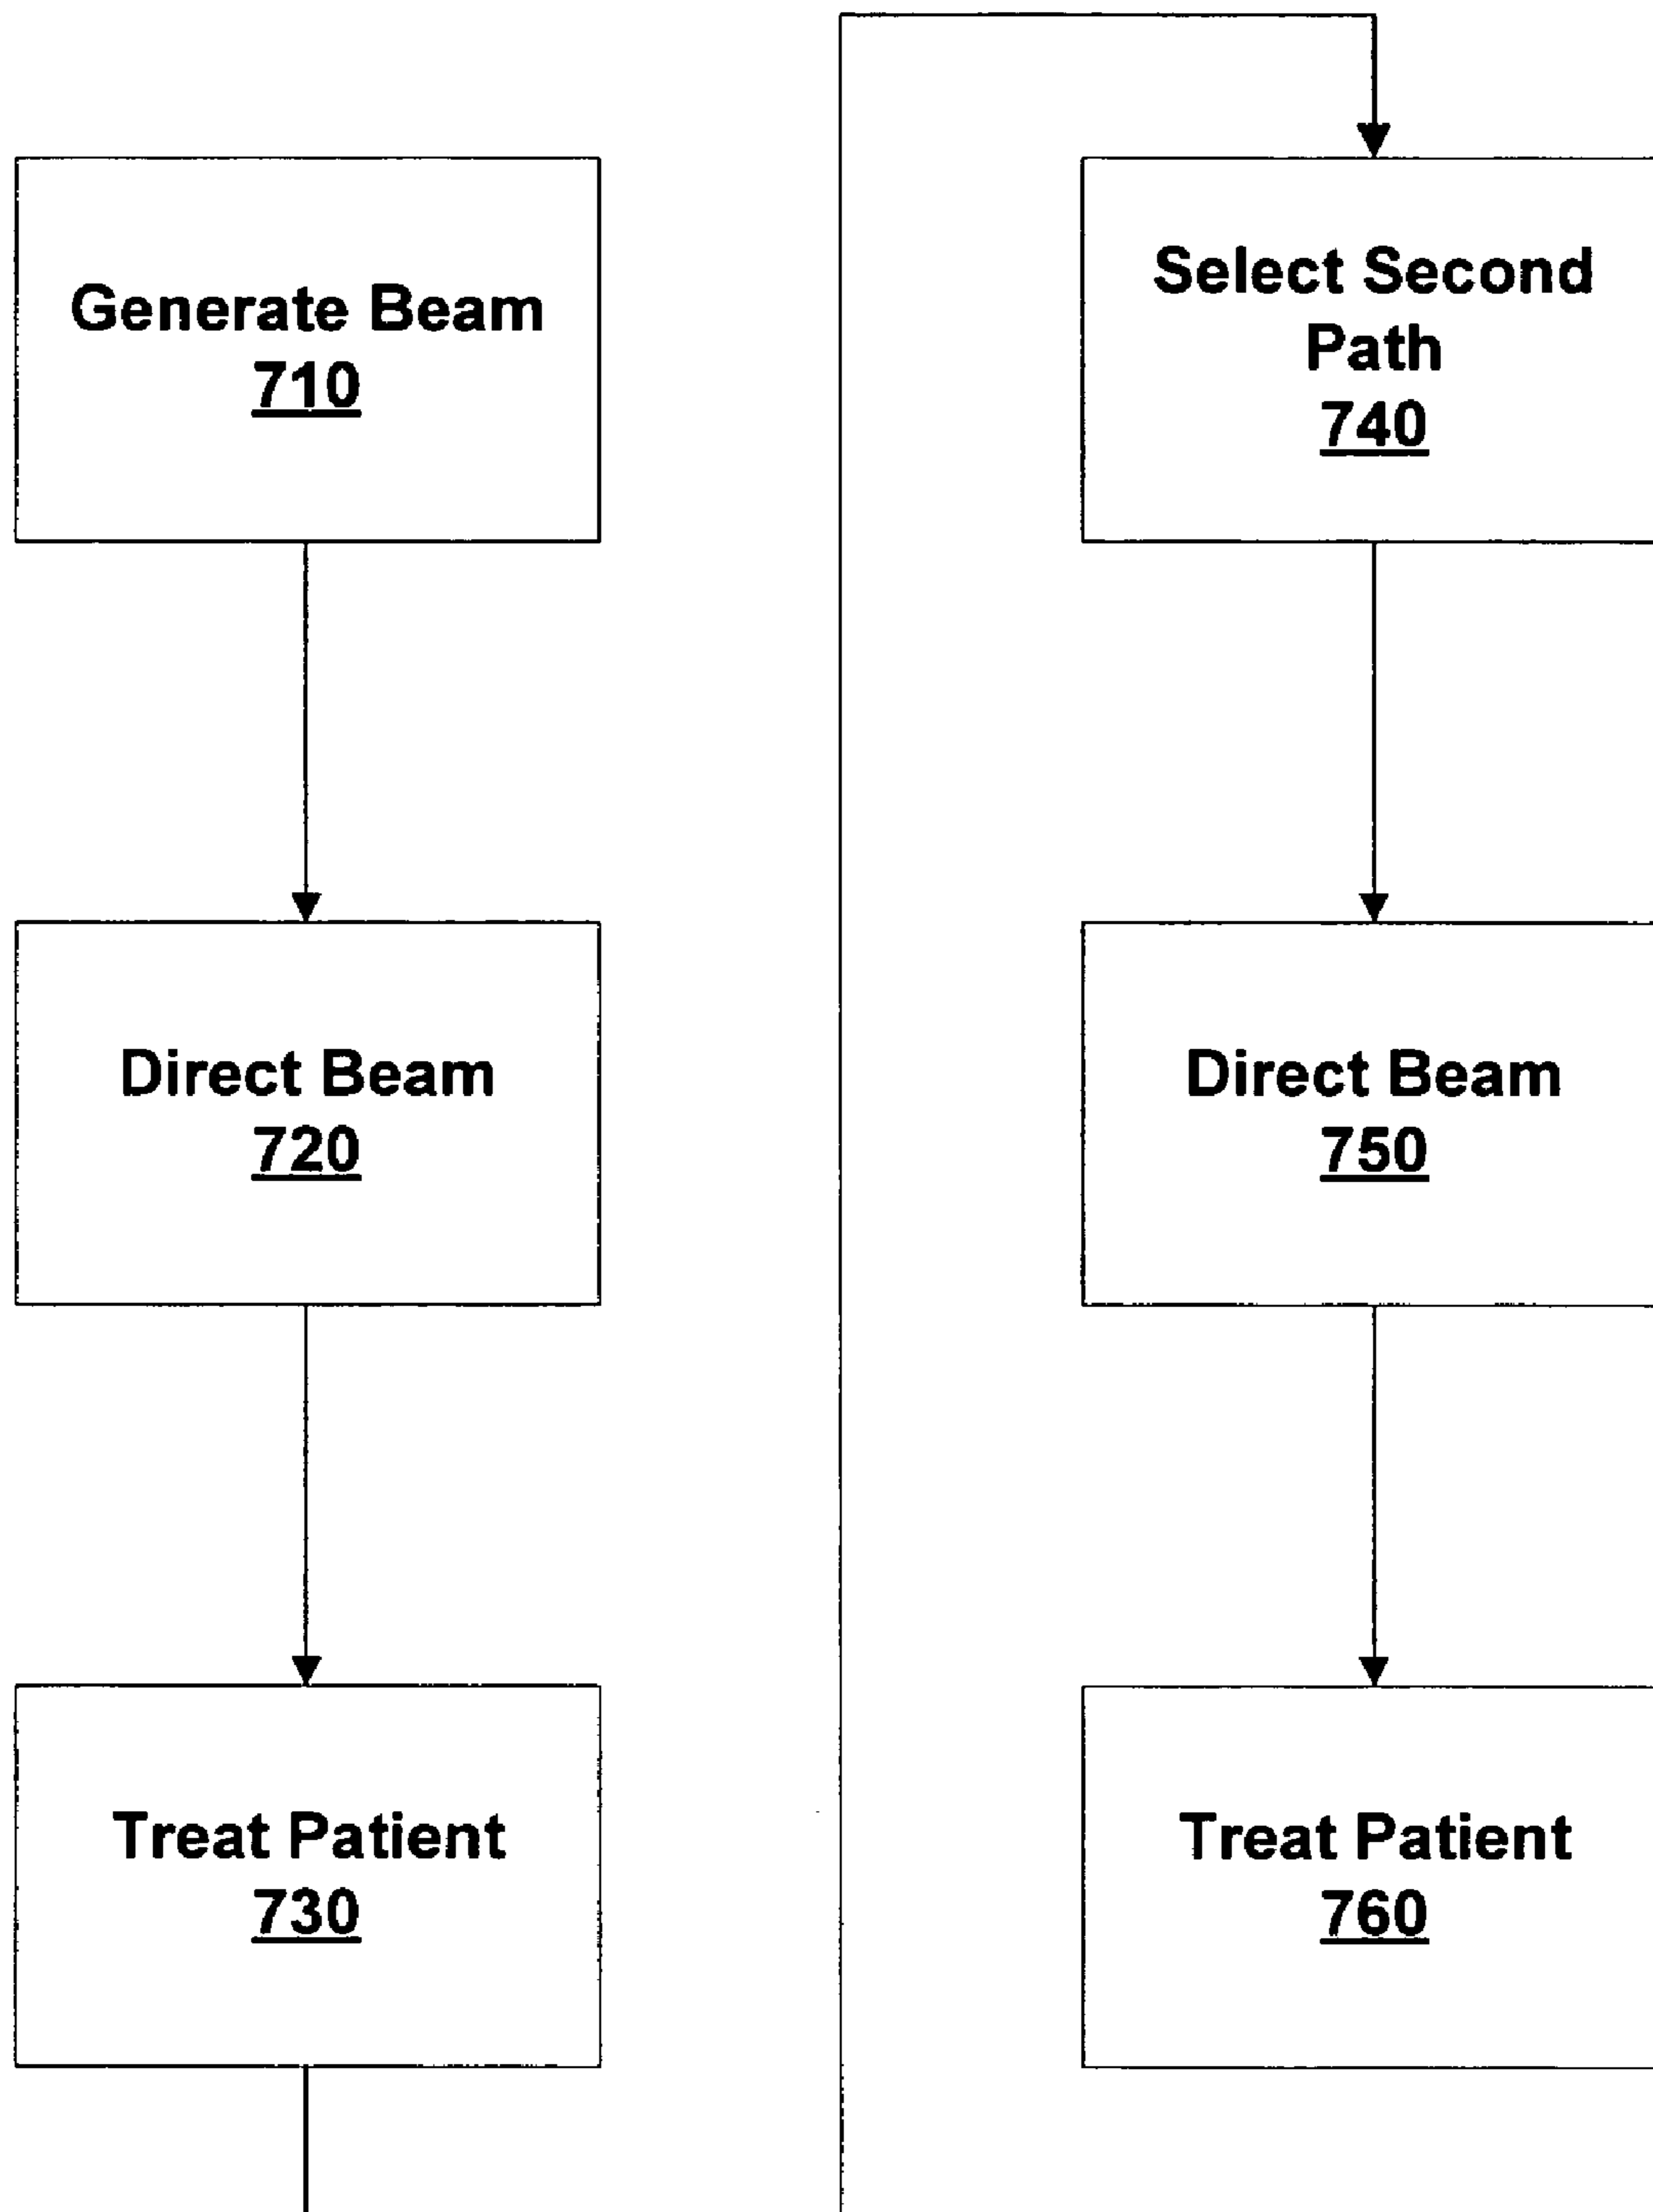 Generate Beam
710
Direct Beam
720
Treat Patient
730
Select Second
Path
740
Direct Beam
750
Treat Patient
760